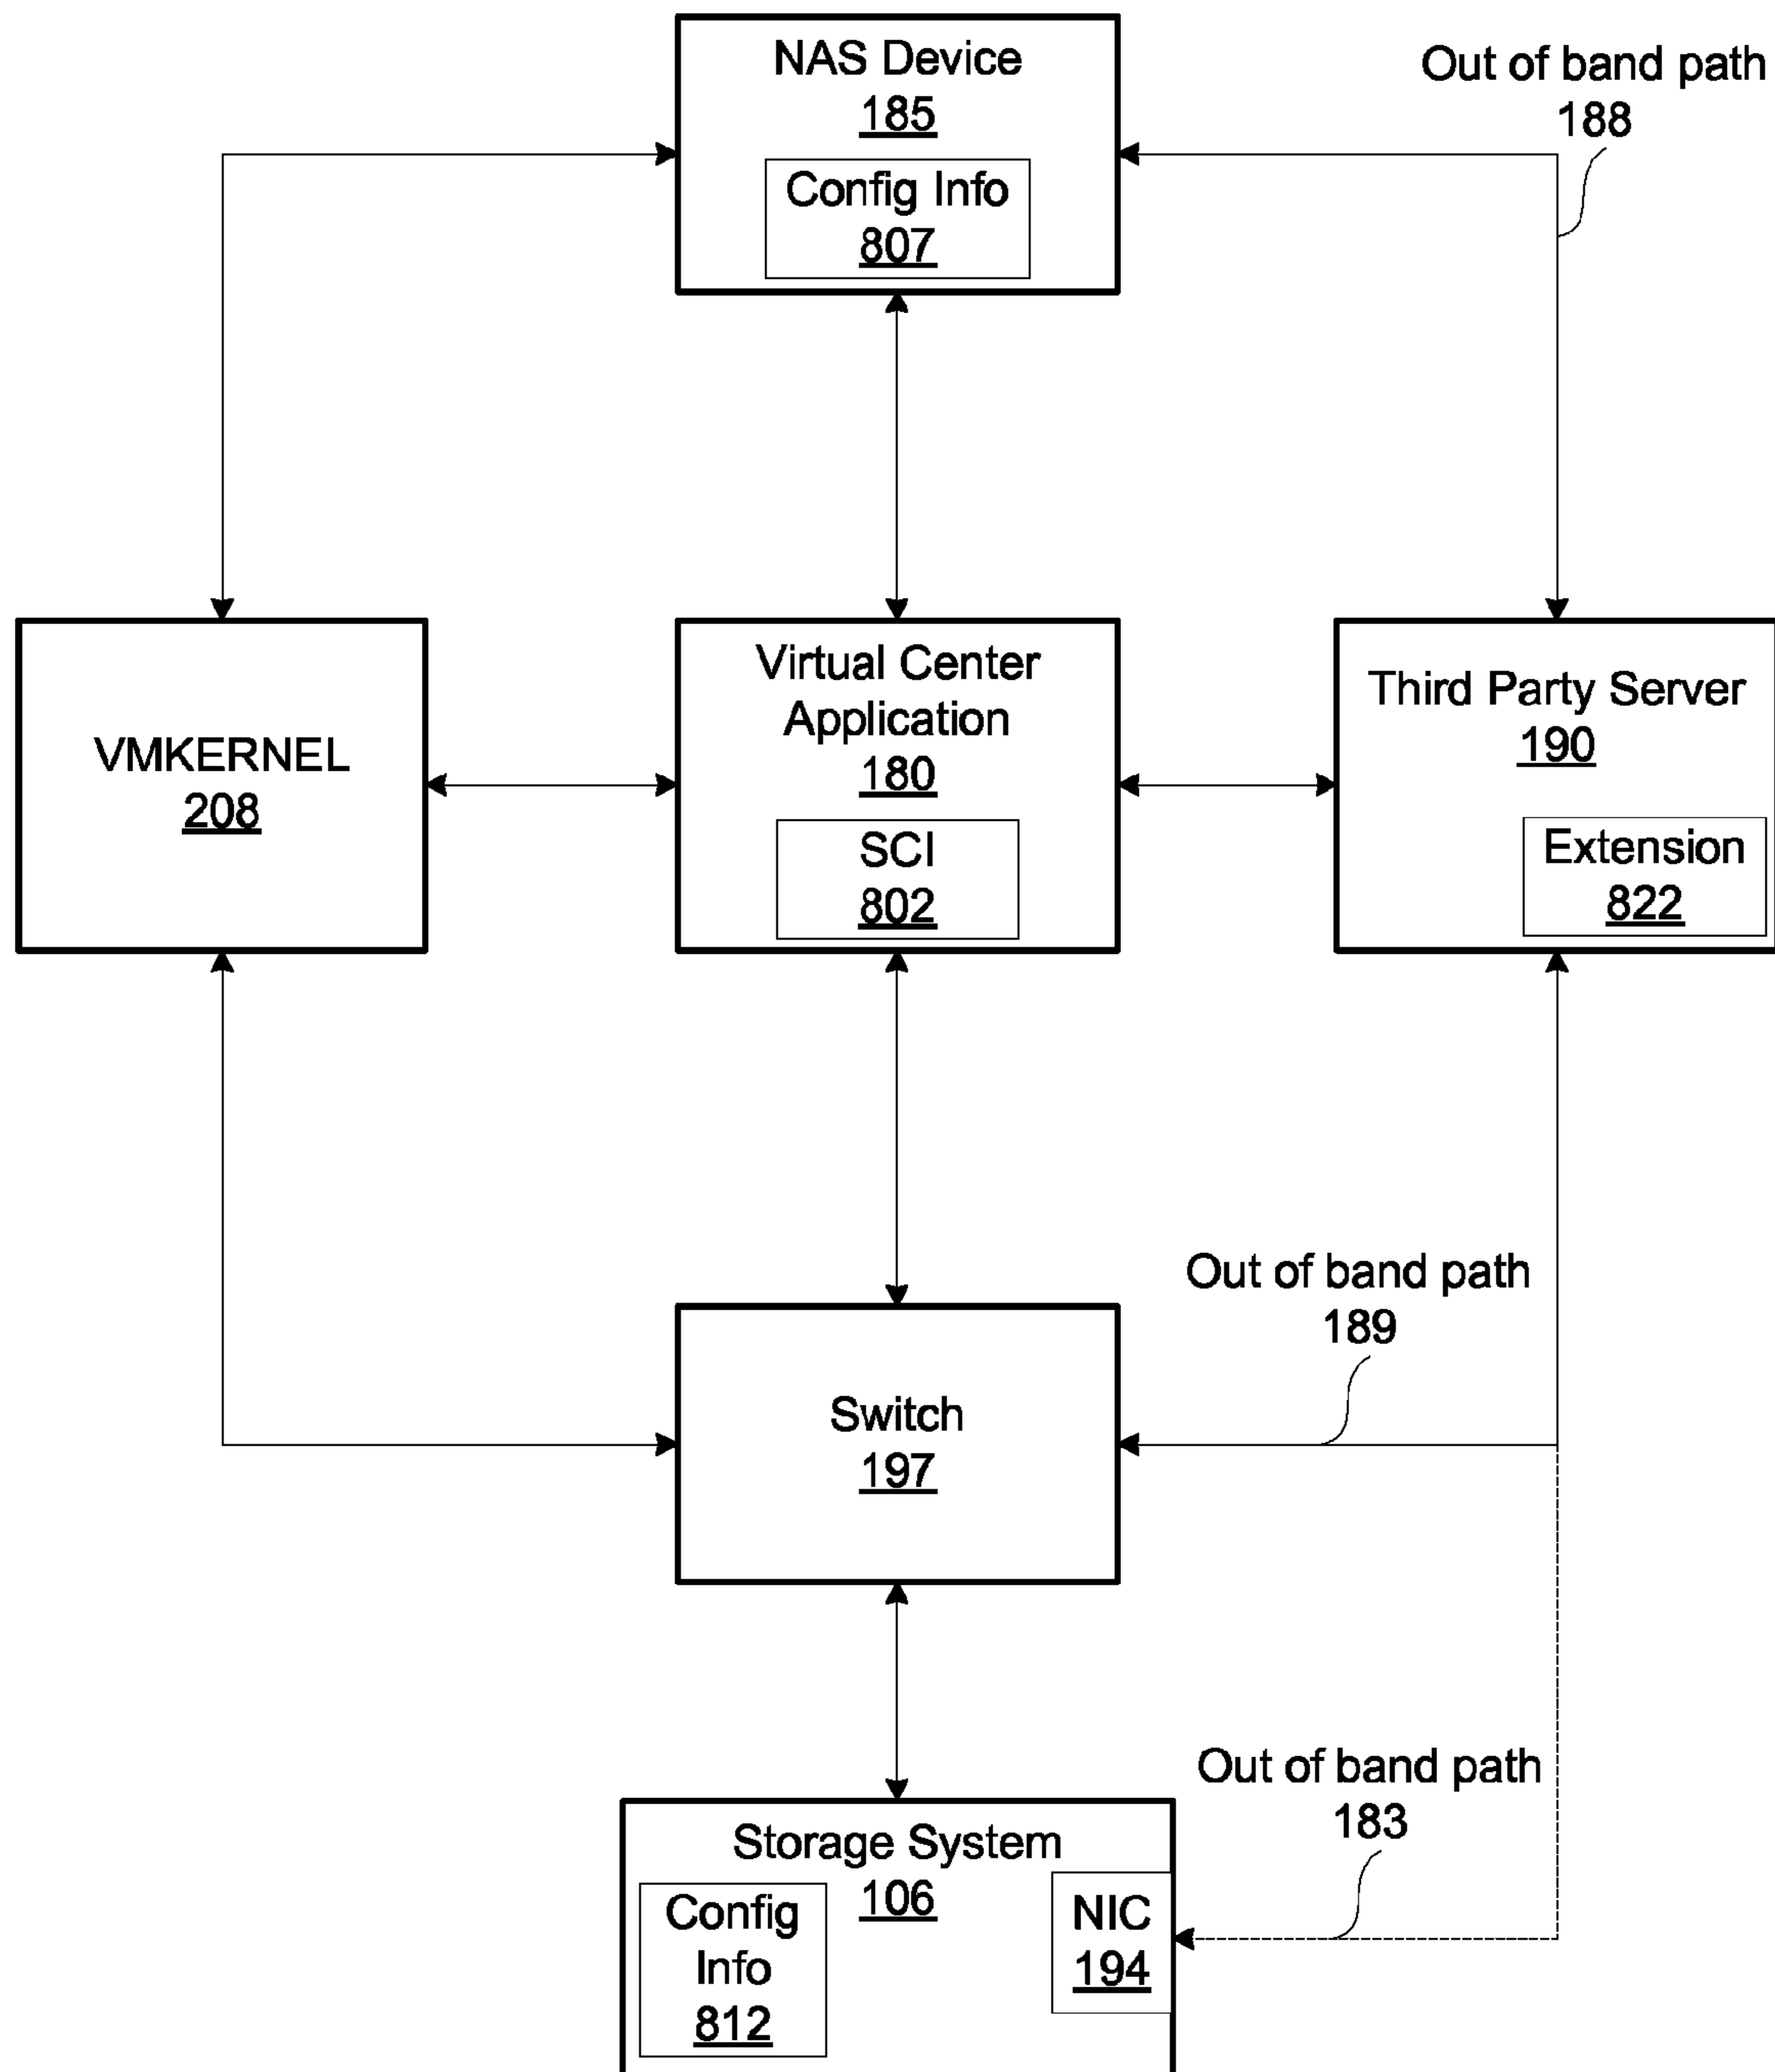 NAS Device
185
Config Info
807
Out of band path
188
VMKERNEL
208
Virtual Center
Application
180
SCI
802
Third Party Server
190
Extension
822
Out of band path
189
Switch
197
Out of band path
183
Storage System
106
Config
Info
812
NIC
194